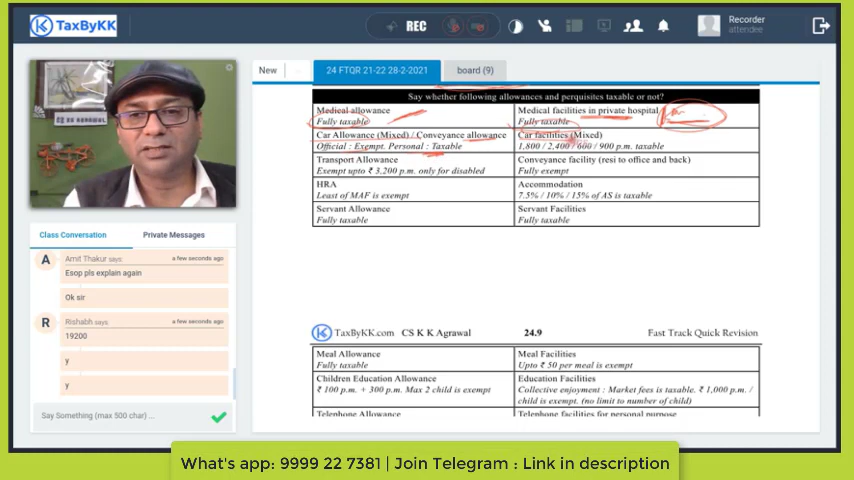 TaxByKK
REC
Recorder
attendee
New
24 FTQR 21-22 28-2-2021
board (9)
Say whether following allowances and perquisites taxable or not?
Medical allowance
Fully taxable
Medical facilities in private hospital
Fully taxable
Car Allowance (Mixed) / Conveyance allowance
Official : Exempt. Personal : Taxable
Car facilities (Mixed)
1,800 / 2,400 / 600 / 900 p.m. taxable
Transport Allowance
Exempt upto ₹ 3,200 p.m. only for disabled
Conveyance facility (resi to office and back)
Fully exempt
HRA
Least of MAF is exempt
Accommodation
7.5% / 10% / 15% of AS is taxable
Servant Allowance
Fully taxable
Servant Facilities
Fully taxable
TaxByKK.com CS K K Agrawal
24.9
Fast Track Quick Revision
Meal Allowance
Fully taxable
Meal Facilities
Upto ₹ 50 per meal is exempt
Children Education Allowance
₹ 100 p.m. + 300 p.m. Max 2 child is exempt
Education Facilities
Collective enjoyment : Market fees is taxable. ₹ 1,000 p.m. /
child is exempt. (no limit to number of child)
Telephone Allowance
Telephone facilities for personal purpose
Class Conversation
Private Messages
A
Amit Thakur says:
a few seconds ago
Esop pls explain again
Ok sir
R
Rishabh says:
a few seconds ago
19200
y
y
Say Something (max 500 char) ...
What's app: 9999 22 7381 | Join Telegram : Link in description